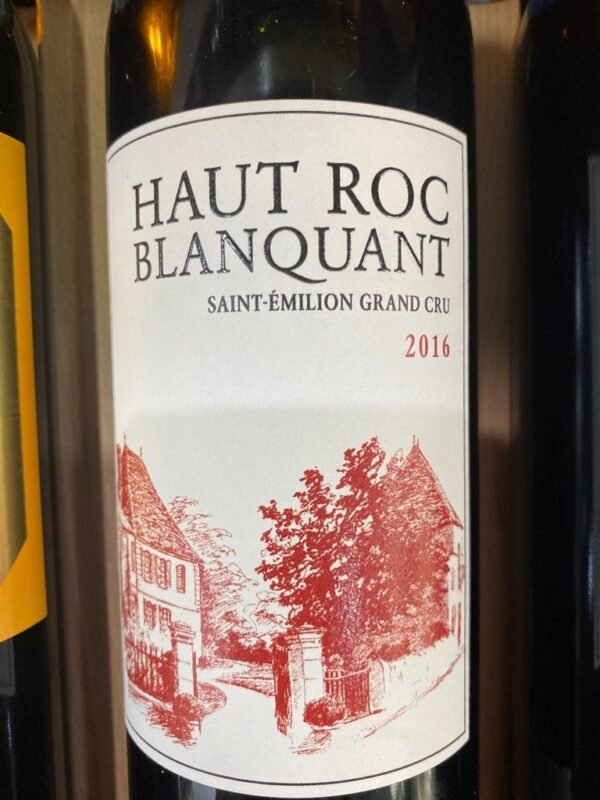 HAUT ROC
BLANQUANT
SAINT-ÉMILION GRAND CRU
2016